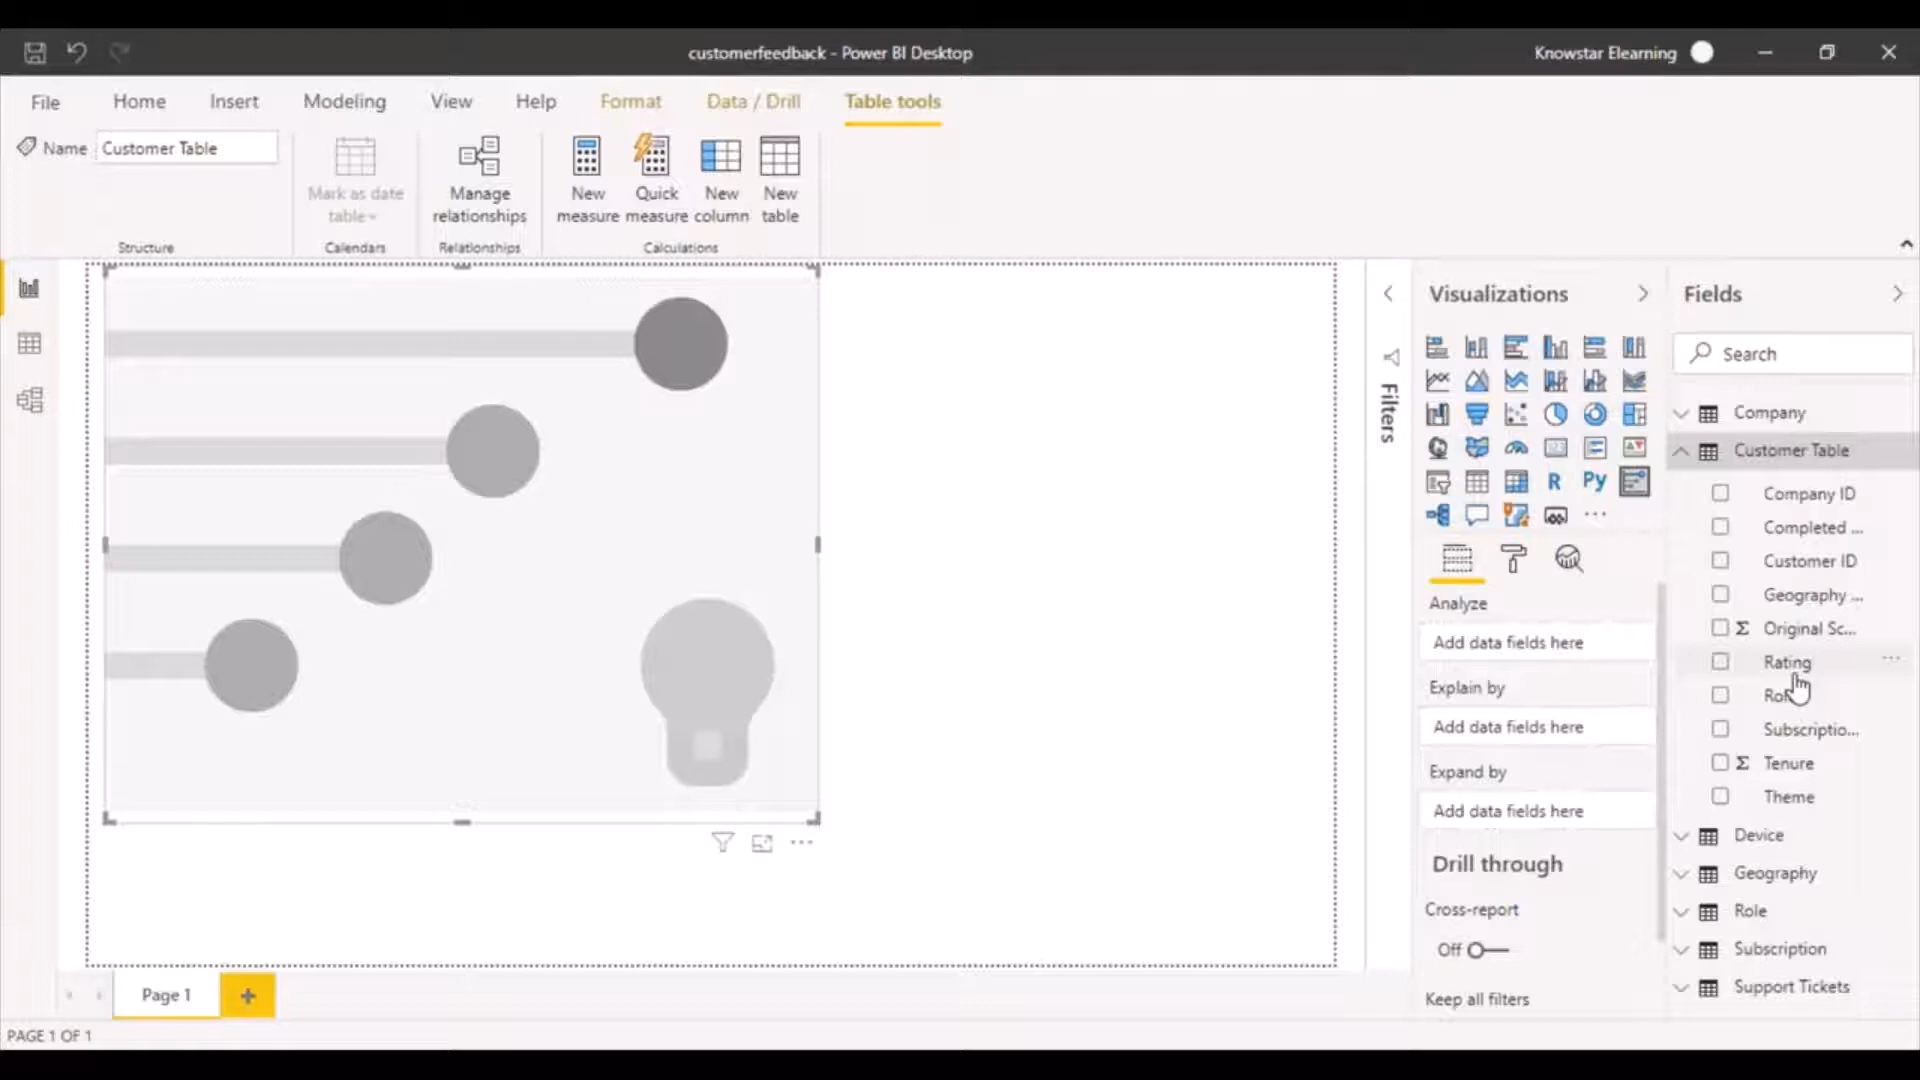 customerfeedback - Power BI Desktop
Knowstar Elearning
File Home Insert Modeling View Help Format Data / Drill Table tools
Name Customer Table
Mark as date table
Manage relationships
New measure
Quick measure
New column
New table
Structure
Calendars
Relationships
Calculations
Filters
Visualizations
R
Py
Analyze
Add data fields here
Explain by
Add data fields here
Expand by
Add data fields here
Drill through
Cross-report
Off
Keep all filters
Fields
Search
Company
Customer Table
Company ID
Completed ...
Customer ID
Geography ...
Σ Original Sc...
Rating
Subscriptio...
Σ Tenure
Theme
Device
Geography
Role
Subscription
Support Tickets
Page 1
PAGE 1 OF 1